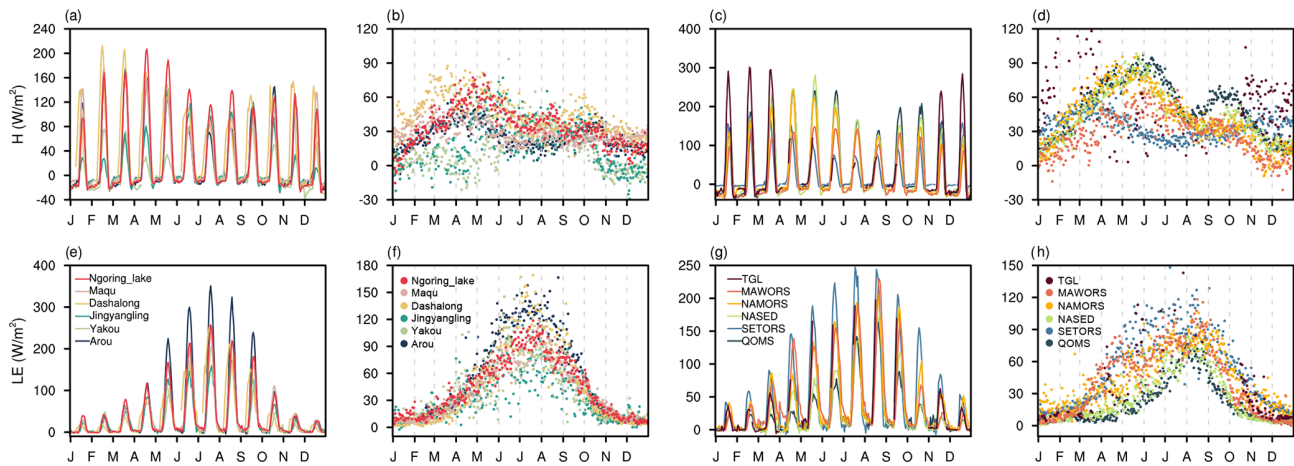 (a)
H (W/m²)
240
200
160
120
80
40
0
-40
J F M A M J J A S O N D
(b)
120
90
60
30
0
-30
J F M A M J J A S O N D
(c)
400
300
200
100
0
J F M A M J J A S O N D
(d)
120
90
60
30
0
-30
J F M A M J J A S O N D
(e)
LE (W/m²)
400
300
200
100
0
Ngoring_lake
Maqu
Dashalong
Jingyangling
Yakou
Arou
J F M A M J J A S O N D
(f)
180
150
120
90
60
30
0
Ngoring_lake
Maqu
Dashalong
Jingyangling
Yakou
Arou
J F M A M J J A S O N D
(g)
250
200
150
100
50
0
TGL
MAWORS
NAMORS
NASED
SETORS
QOMS
J F M A M J J A S O N D
(h)
150
120
90
60
30
0
TGL
MAWORS
NAMORS
NASED
SETORS
QOMS
J F M A M J J A S O N D